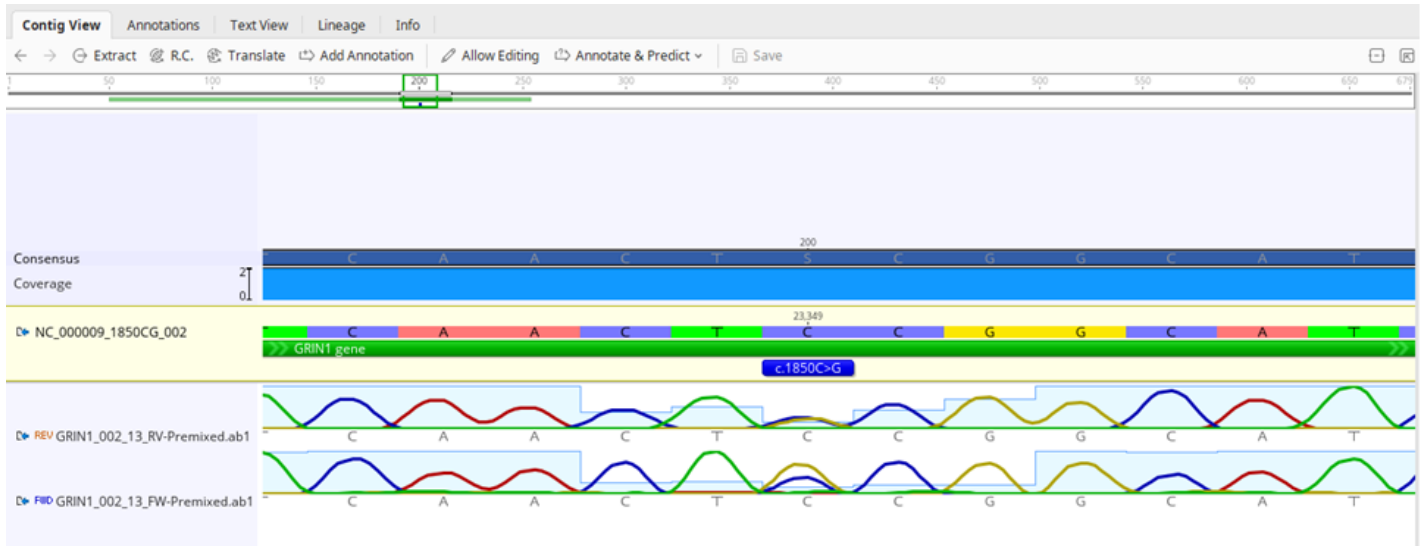 Contig View Annotations Text View Lineage Info
Extract R.C. Translate Add Annotation Allow Editing Annotate & Predict Save
1 50 100 150 200 250 300 350 400 450 500 550 600 650 679
200
Consensus C A A C T S C G G C A T
Coverage 2 0
23,349
NC_000009_1850CG_002 C A A C T C C G G C A T
GRIN1 gene
c.1850C>G
REV GRIN1_002_13_RV-Premixed.ab1 C A A C T C C G G C A T
FWD GRIN1_002_13_FW-Premixed.ab1 C A A C T C C G G C A T